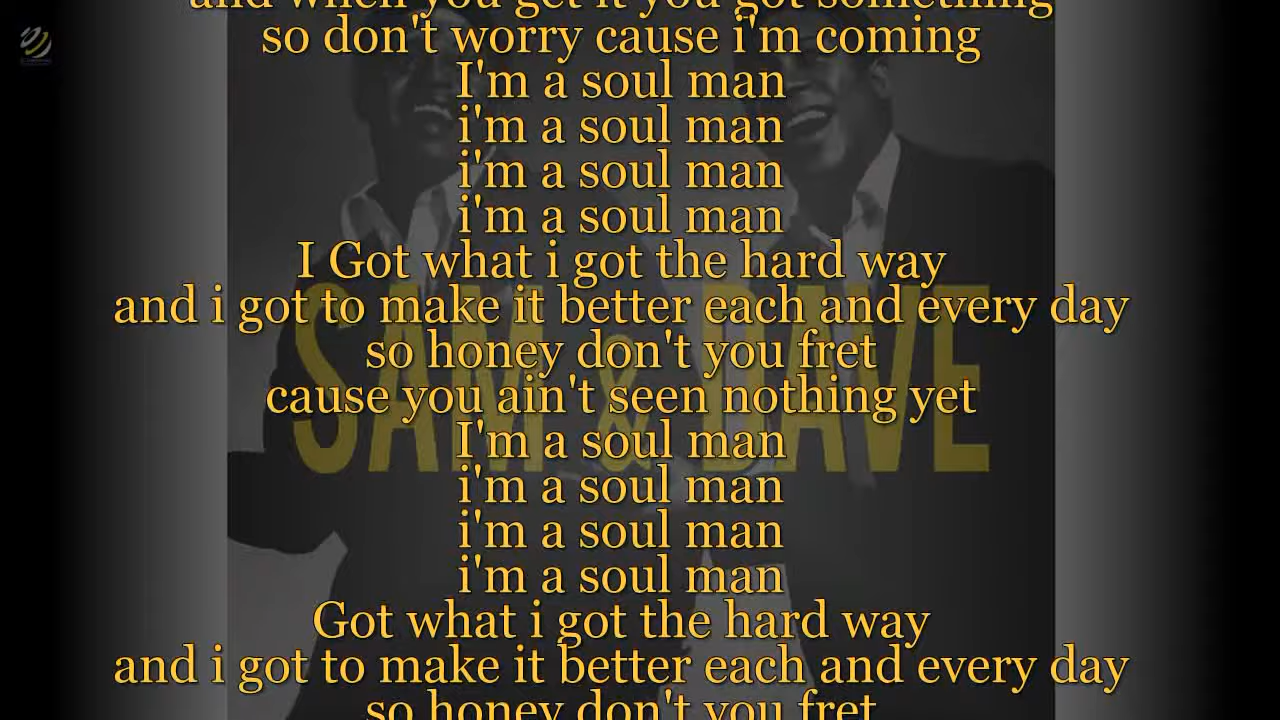 and when you get it you got something
so don't worry cause i'm coming
I'm a soul man
i'm a soul man
i'm a soul man
i'm a soul man
I Got what i got the hard way
and i got to make it better each and every day
so honey don't you fret
cause you ain't seen nothing yet
I'm a soul man
i'm a soul man
i'm a soul man
i'm a soul man
Got what i got the hard way
and i got to make it better each and every day
so honey don't you fret
SAM & DAVE